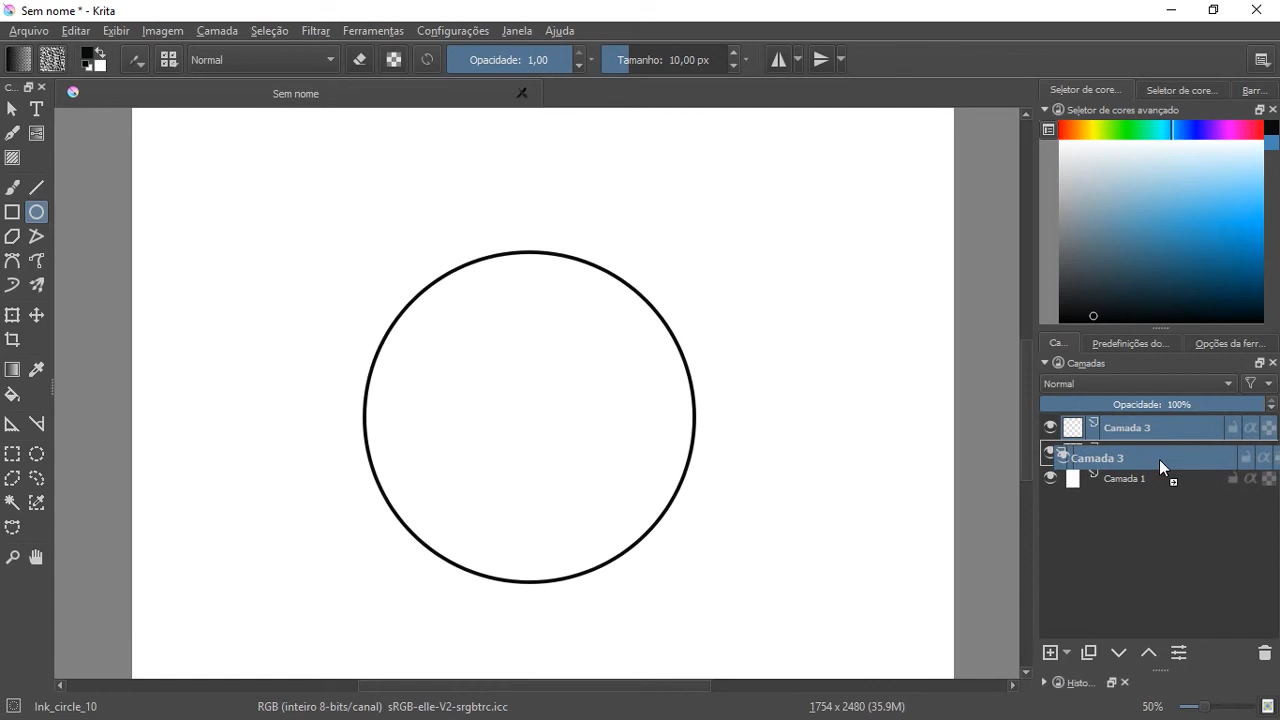 Sem nome * - Krita
Arquivo Editar Exibir Imagem Camada Seleção Filtrar Ferramentas Configurações Janela Ajuda
Normal Opacidade: 1,00 Tamanho: 10,00 px
C...
Sem nome
Seletor de core... Seletor de core... Barr...
Seletor de cores avançado
Ca... Predefinições do... Opções da ferr...
Camadas
Normal
Opacidade: 100%
Camada 3
Camada 3
Camada 1
Histo...
Ink_circle_10 RGB (inteiro 8-bits/canal) sRGB-elle-V2-srgbtrc.icc 1754 x 2480 (35.9M) 50%